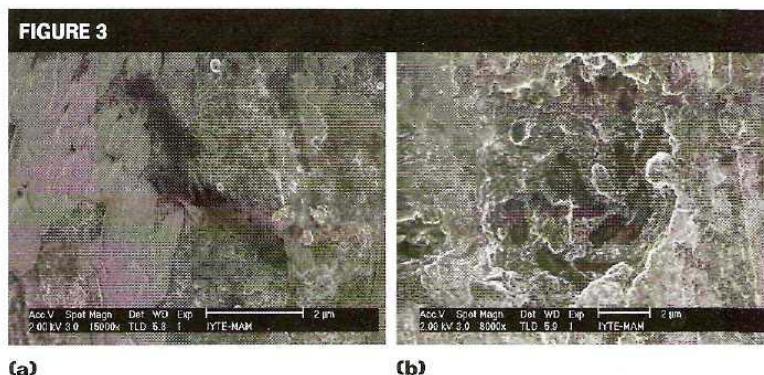 FIGURE 3
Acc.V Spot Magn Det WD Exp 2 µm
2.00 kV 3.0 15000x TLD 5.8 1 IYTE-MAM
Acc.V Spot Magn Det WD Exp 2 µm
2.00 kV 3.0 8000x TLD 5.9 1 IYTE-MAM
(a)
(b)